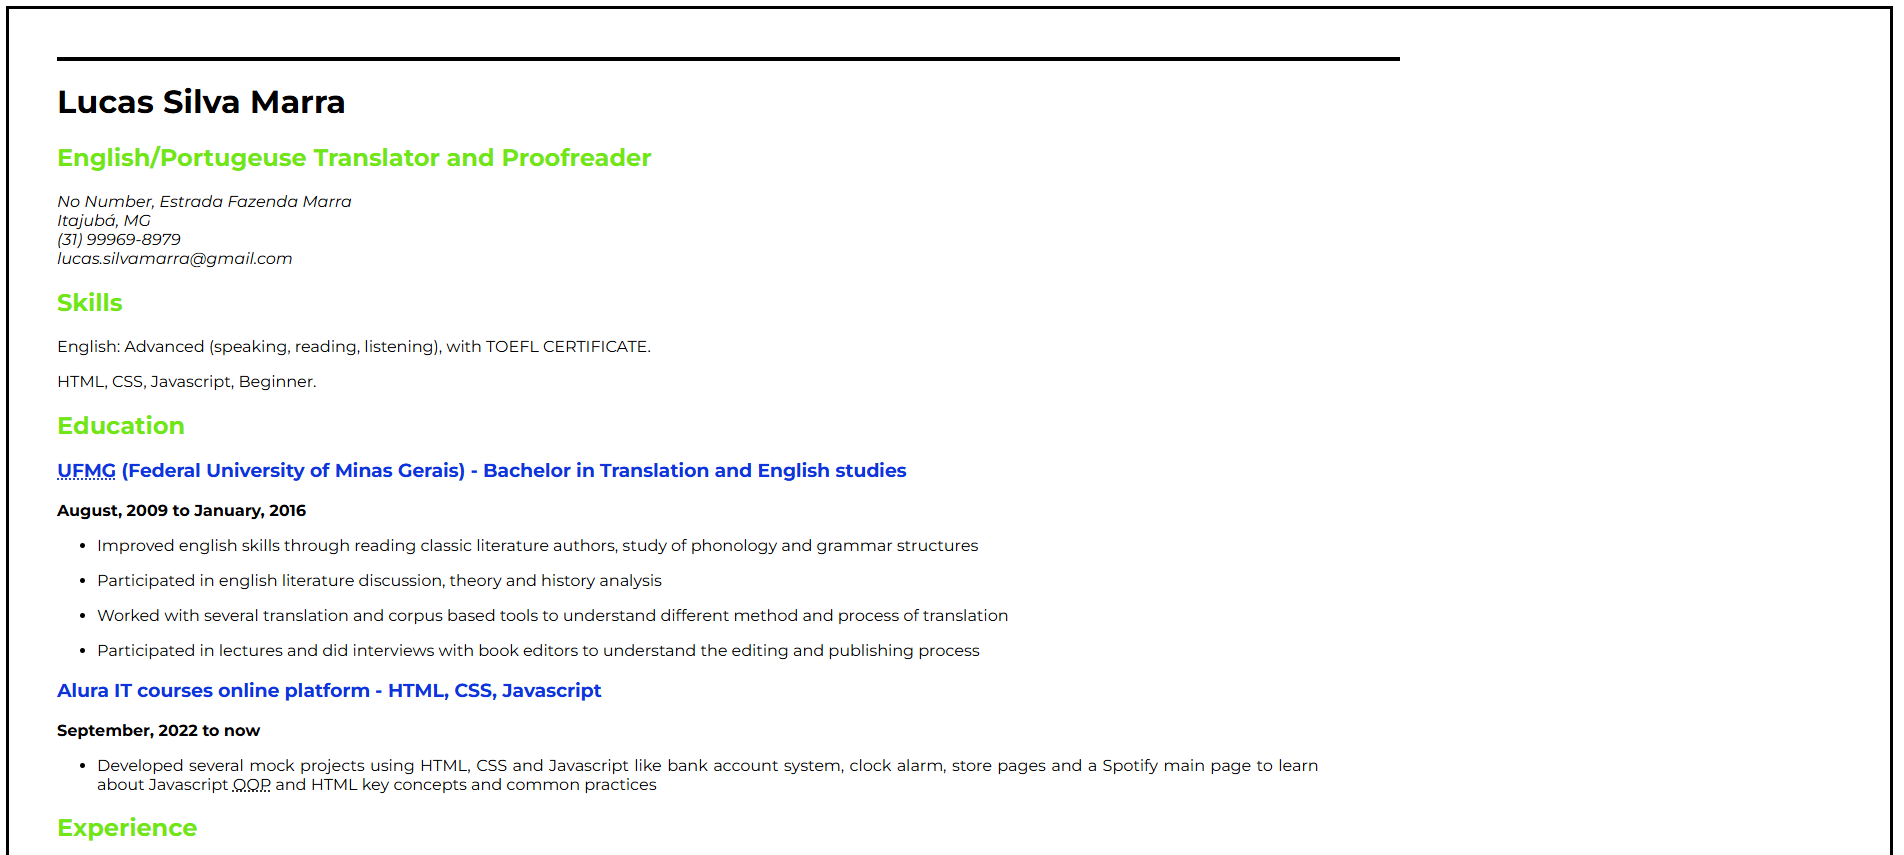 Lucas Silva Marra
English/Portugeuse Translator and Proofreader
No Number, Estrada Fazenda Marra
Itajubá, MG
(31) 99969-8979
lucas.silvamarra@gmail.com
Skills
English: Advanced (speaking, reading, listening), with TOEFL CERTIFICATE.
HTML, CSS, Javascript, Beginner.
Education
UFMG (Federal University of Minas Gerais) - Bachelor in Translation and English studies
August, 2009 to January, 2016
• Improved english skills through reading classic literature authors, study of phonology and grammar structures
• Participated in english literature discussion, theory and history analysis
• Worked with several translation and corpus based tools to understand different method and process of translation
• Participated in lectures and did interviews with book editors to understand the editing and publishing process
Alura IT courses online platform - HTML, CSS, Javascript
September, 2022 to now
• Developed several mock projects using HTML, CSS and Javascript like bank account system, clock alarm, store pages and a Spotify main page to learn
about Javascript OOP and HTML key concepts and common practices
Experience